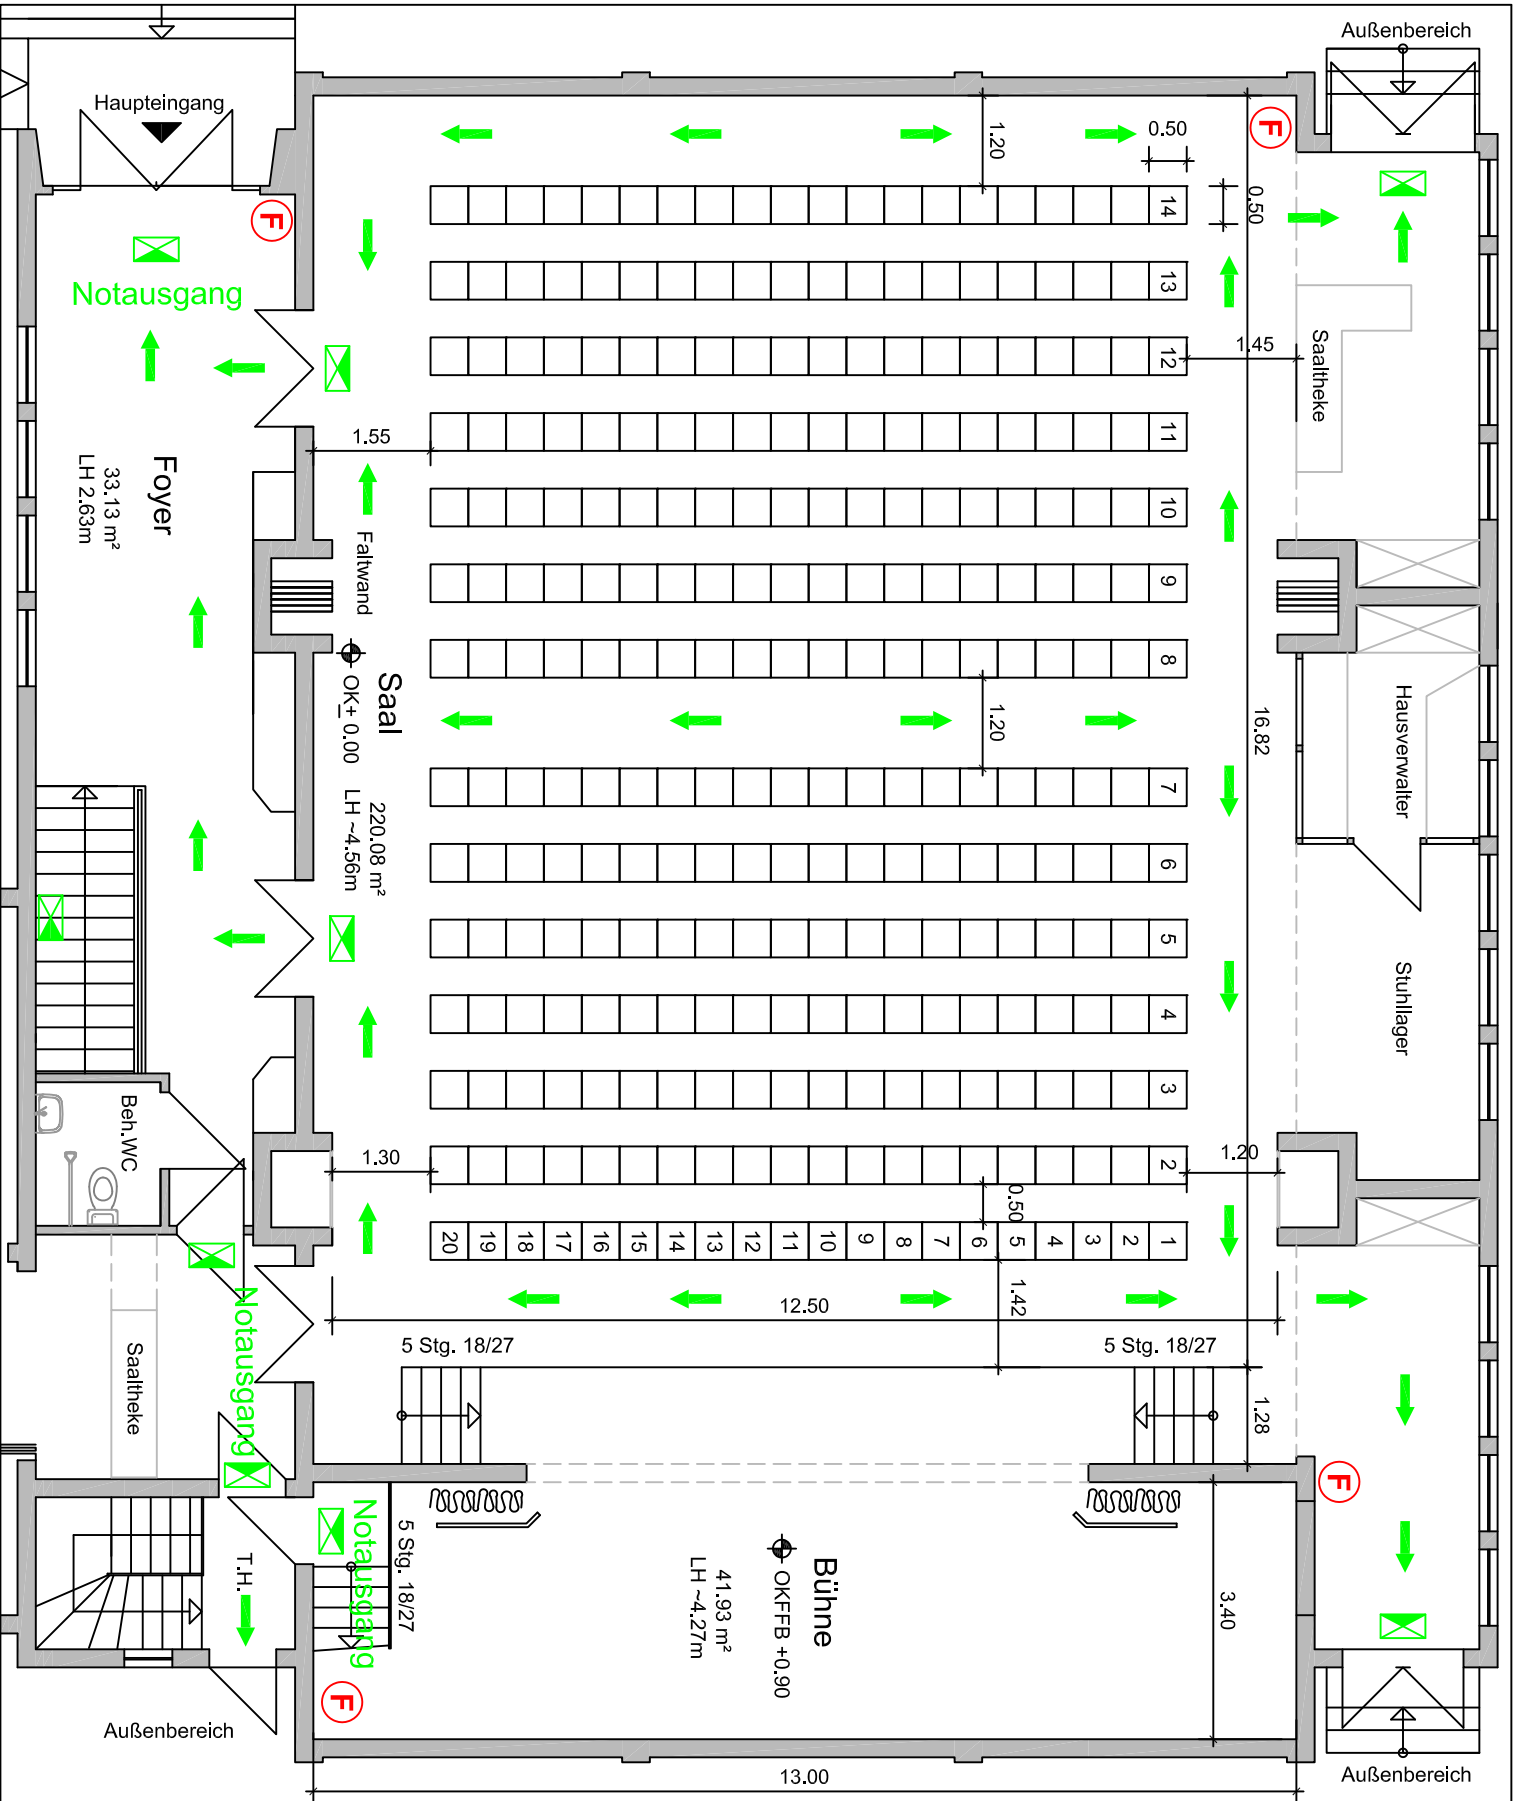 Außenbereich
Haupteingang
F
F
0.50
1.20
0.50
14
13
12
11
10
9
8
7
6
5
4
3
2
Notausgang
1.45
Saaltheke
1.55
Foyer
33.13 m²
LH 2.63m
Faltwand
Saal
OK± 0.00
220.08 m²
LH ~4.56m
1.20
16.82
Hausverwalter
Stuhllager
Beh.WC
1.30
1.20
0.50
20 19 18 17 16 15 14 13 12 11 10 9 8 7 6 5 4 3 2 1
1.42
12.50
Notausgang
Saaltheke
5 Stg. 18/27
5 Stg. 18/27
1.28
F
Notausgang
5 Stg. 18/27
T.H.
Bühne
OKFFB +0.90
41.93 m²
LH ~4.27m
3.40
F
Außenbereich
13.00
Außenbereich